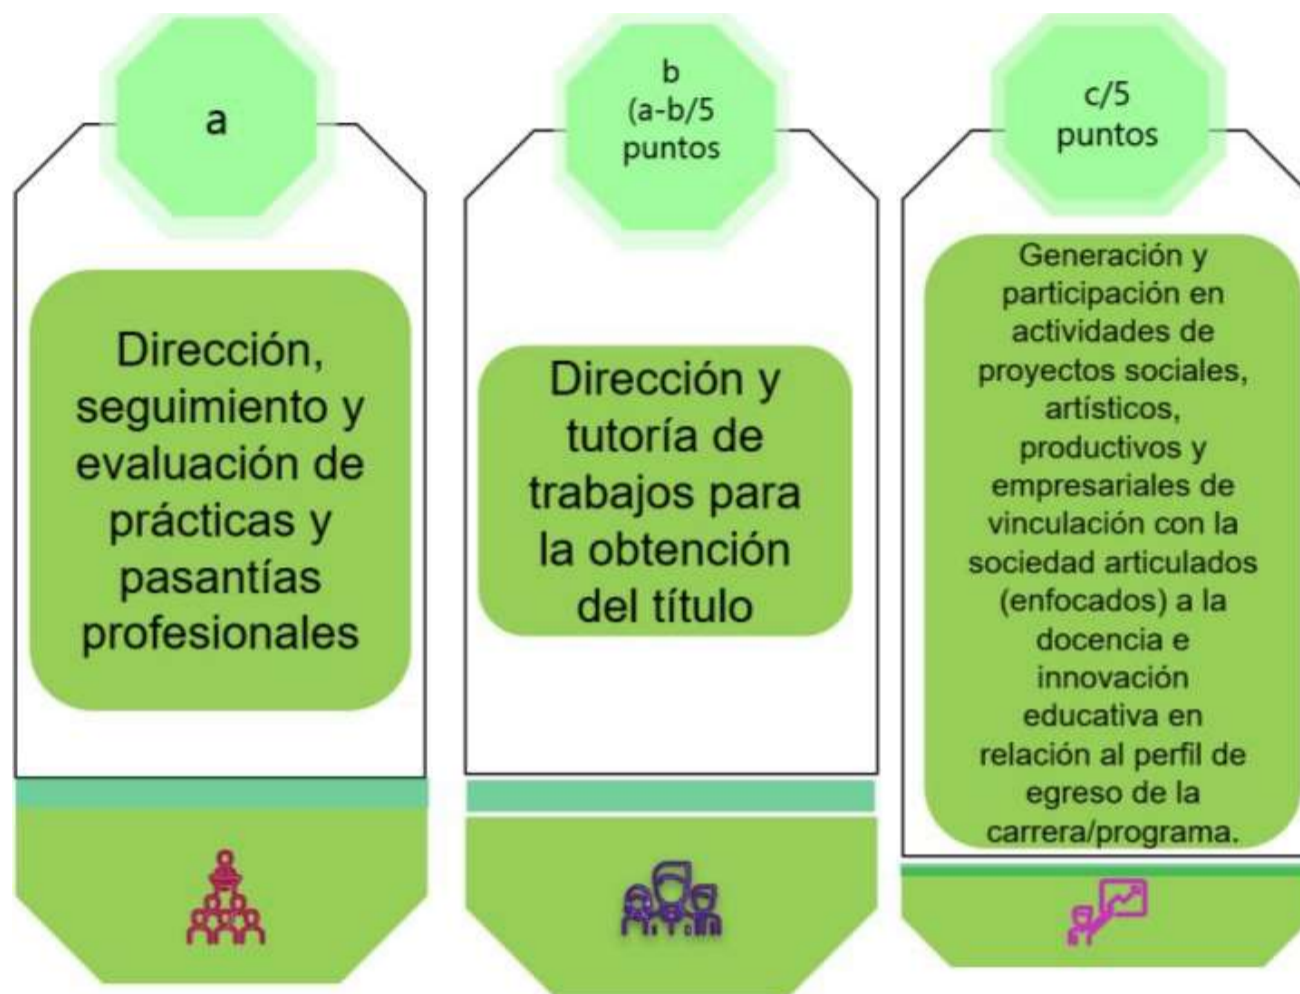 a
Dirección,
seguimiento y
evaluación de
prácticas y
pasantías
profesionales
b
(a-b/5
puntos
Dirección y
tutoría de
trabajos para
la obtención
del título
c/5
puntos
Generación y
participación en
actividades de
proyectos sociales,
artísticos,
productivos y
empresariales de
vinculación con la
sociedad articulados
(enfocados) a la
docencia e
innovación
educativa en
relación al perfil de
egreso de la
carrera/programa.